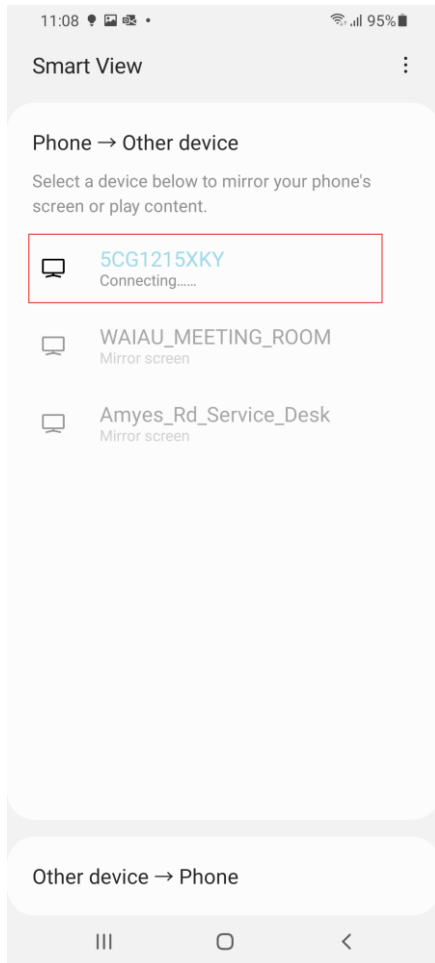 11:08 95%
Smart View
Phone → Other device
Select a device below to mirror your phone's
screen or play content.
5CG1215XKY
Connecting......
WAIAU_MEETING_ROOM
Mirror screen
Amyes_Rd_Service_Desk
Mirror screen
Other device → Phone